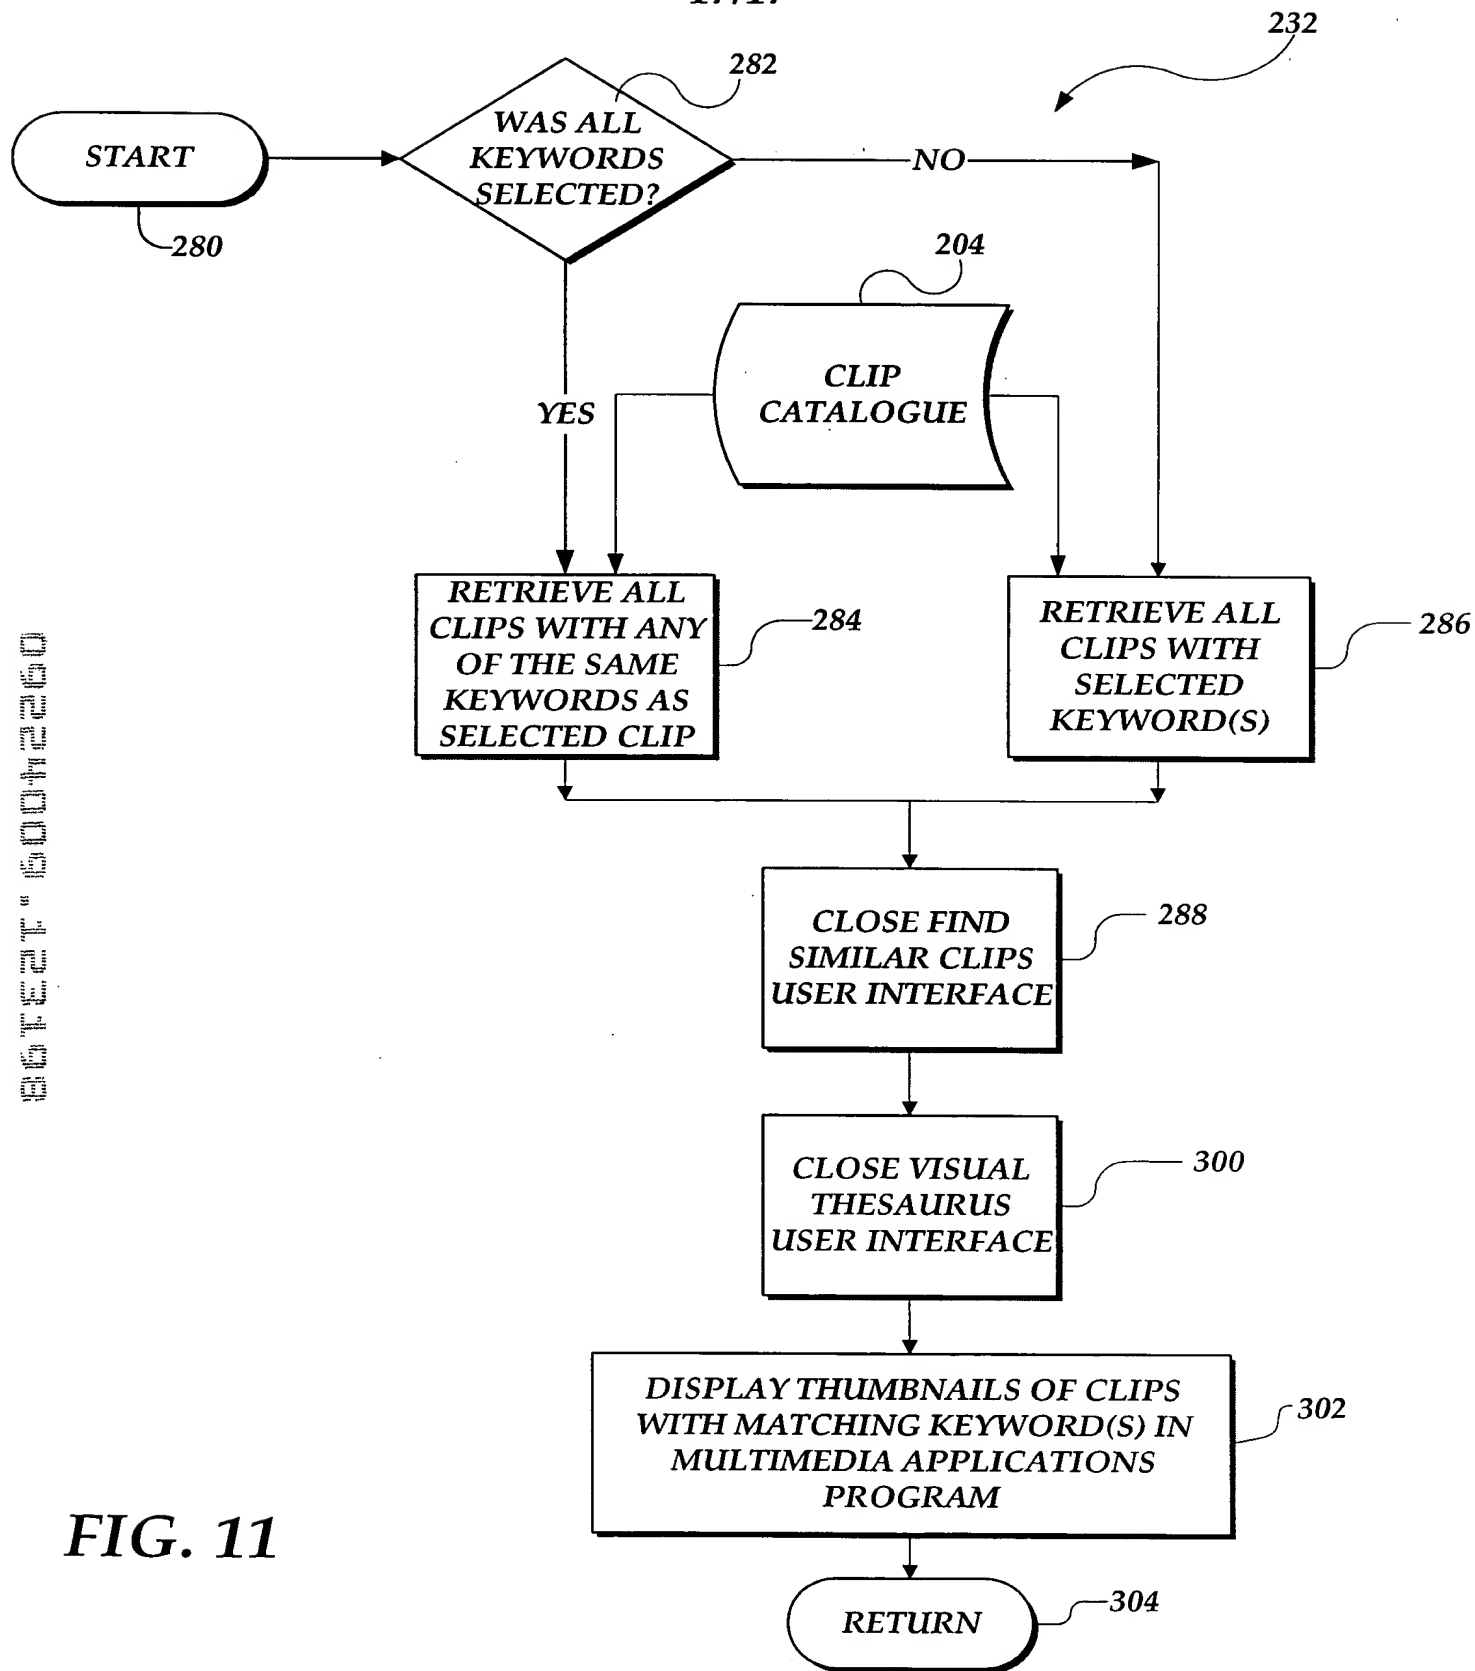 232
282
WAS ALL
KEYWORDS
SELECTED?
START
NO
280
204
CLIP
CATALOGUE
YES
RETRIEVE ALL
CLIPS WITH ANY
OF THE SAME
KEYWORDS AS
SELECTED CLIP
284
RETRIEVE ALL
CLIPS WITH
SELECTED
KEYWORD(S)
286
CLOSE FIND
SIMILAR CLIPS
USER INTERFACE
288
CLOSE VISUAL
THESAURUS
USER INTERFACE
300
DISPLAY THUMBNAILS OF CLIPS
WITH MATCHING KEYWORD(S) IN
MULTIMEDIA APPLICATIONS
PROGRAM
302
FIG. 11
RETURN
304